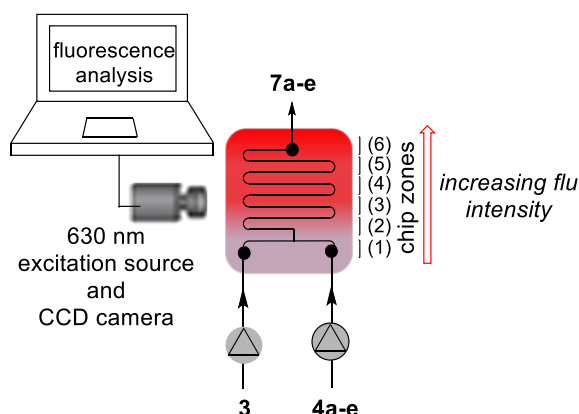 fluorescence
analysis
7a-e
(6)
(5)
(4)
(3)
(2)
(1)
chip zones
increasing flu
intensity
630 nm
excitation source
and
CCD camera
3
4a-e